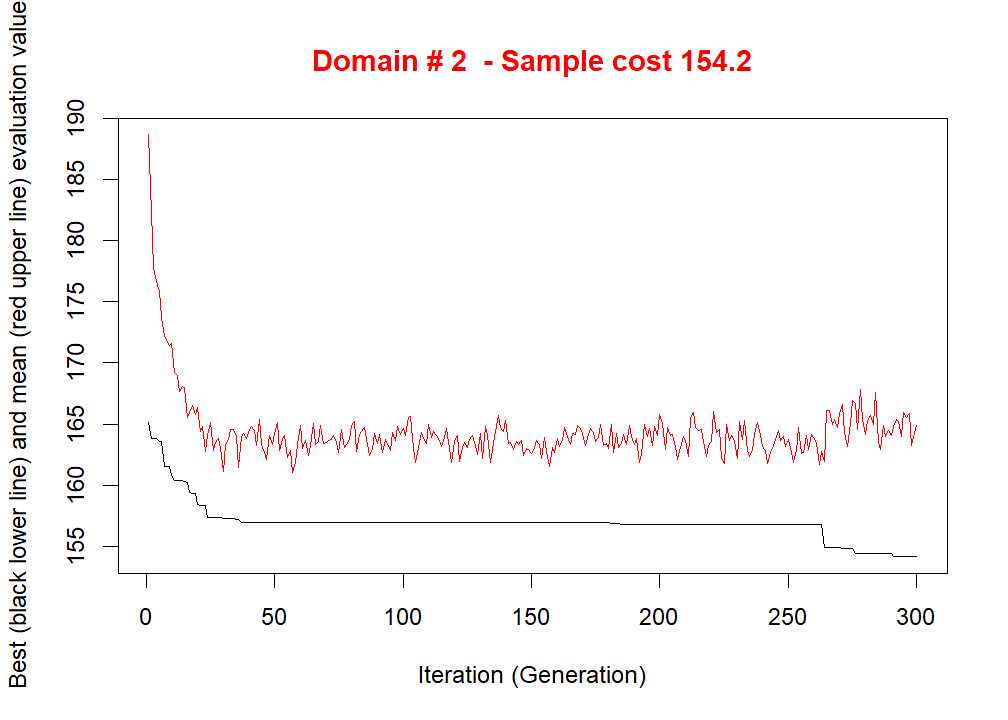 Domain # 2  - Sample cost 154.2
Best (black lower line) and mean (red upper line) evaluation value
190
185
180
175
170
165
160
155
0 50 100 150 200 250 300
Iteration (Generation)